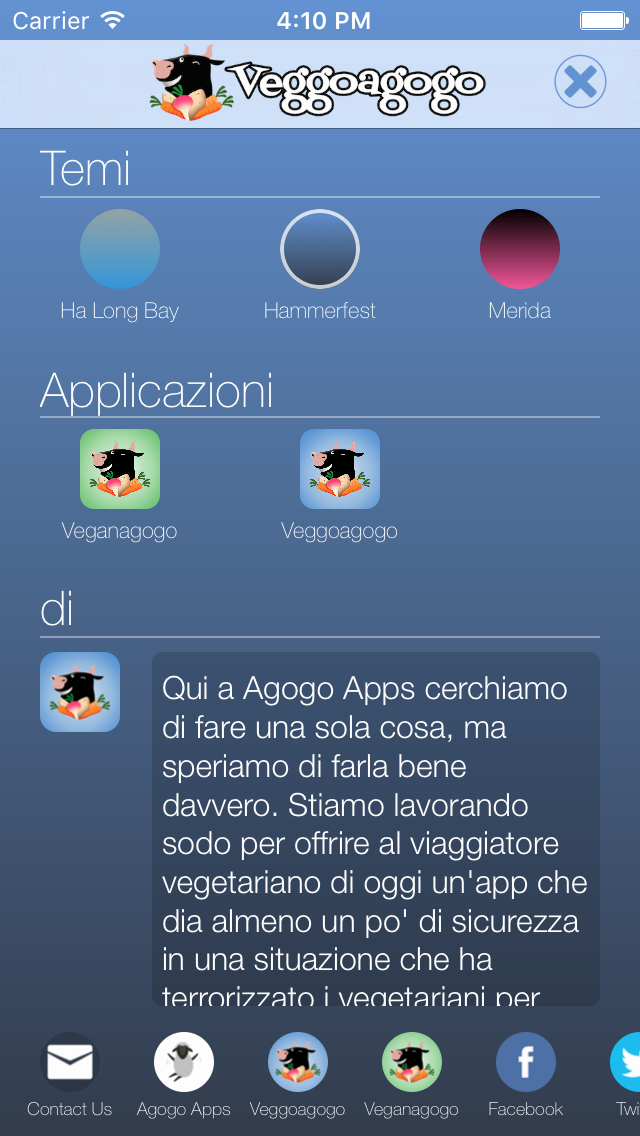 Carrier 4:10 PM
Veggoagogo
Temi
Ha Long Bay Hammerfest Merida
Applicazioni
Veganagogo Veggoagogo
di
Qui a Agogo Apps cerchiamo
di fare una sola cosa, ma
speriamo di farla bene
davvero. Stiamo lavorando
sodo per offrire al viaggiatore
vegetariano di oggi un'app che
dia almeno un po' di sicurezza
in una situazione che ha
terrorizzato i vegetariani per
Contact Us Agogo Apps Veggoagogo Veganagogo Facebook Twi